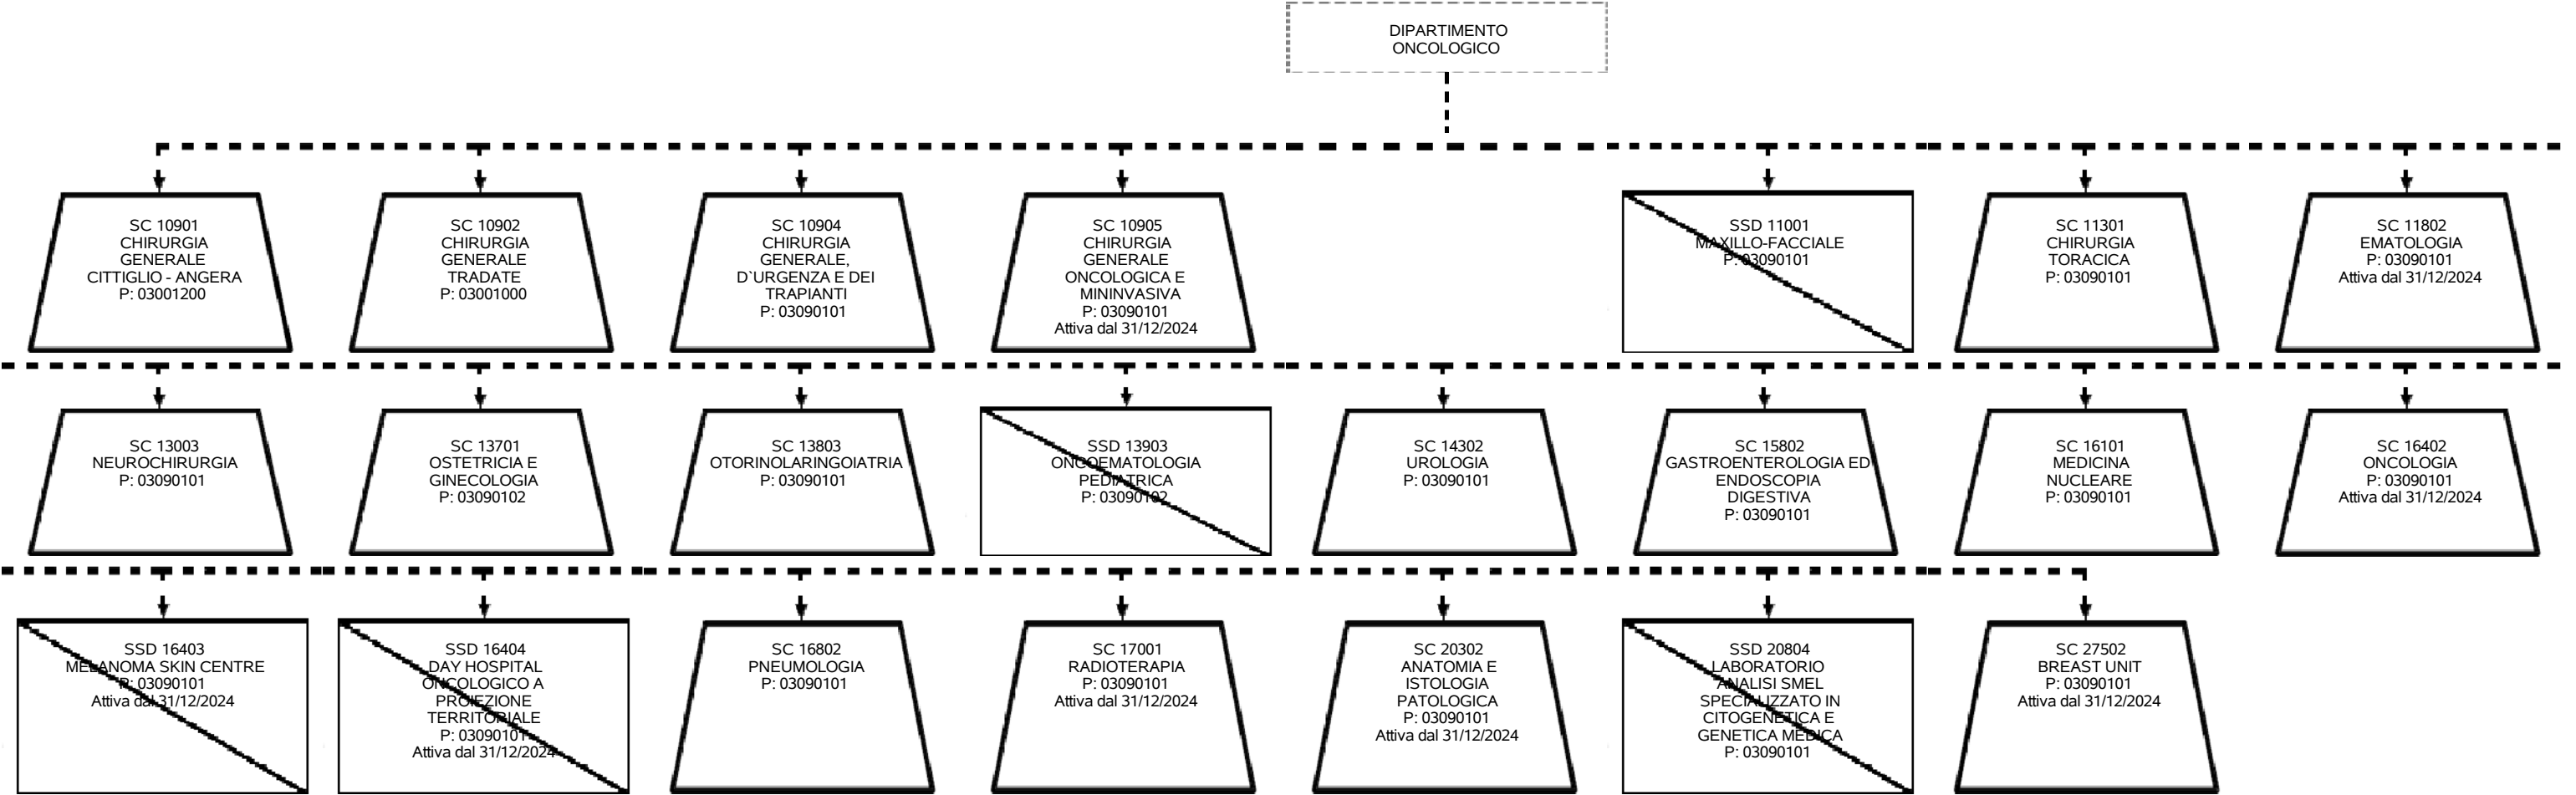 DIPARTIMENTO
ONCOLOGICO
SC 10901
CHIRURGIA
GENERALE
CITTIGLIO - ANGERA
P: 03001200
SC 10902
CHIRURGIA
GENERALE
TRADATE
P: 03001000
SC 10904
CHIRURGIA
GENERALE,
D`URGENZA E DEI
TRAPIANTI
P: 03090101
SC 10905
CHIRURGIA
GENERALE
ONCOLOGICA E
MININVASIVA
P: 03090101
Attiva dal 31/12/2024
SSD 11001
MAXILLO-FACCIALE
P: 03090101
SC 11301
CHIRURGIA
TORACICA
P: 03090101
SC 11802
EMATOLOGIA
P: 03090101
Attiva dal 31/12/2024
SC 13003
NEUROCHIRURGIA
P: 03090101
SC 13701
OSTETRICIA E
GINECOLOGIA
P: 03090102
SC 13803
OTORINOLARINGOIATRIA
P: 03090101
SSD 13903
ONCOEMATOLOGIA
PEDIATRICA
P: 03090102
SC 14302
UROLOGIA
P: 03090101
SC 15802
GASTROENTEROLOGIA ED
ENDOSCOPIA
DIGESTIVA
P: 03090101
SC 16101
MEDICINA
NUCLEARE
P: 03090101
SC 16402
ONCOLOGIA
P: 03090101
Attiva dal 31/12/2024
SSD 16403
MELANOMA SKIN CENTRE
P: 03090101
Attiva dal 31/12/2024
SSD 16404
DAY HOSPITAL
ONCOLOGICO A
PROIEZIONE
TERRITORIALE
P: 03090101
Attiva dal 31/12/2024
SC 16802
PNEUMOLOGIA
P: 03090101
SC 17001
RADIOTERAPIA
P: 03090101
Attiva dal 31/12/2024
SC 20302
ANATOMIA E
ISTOLOGIA
PATOLOGICA
P: 03090101
Attiva dal 31/12/2024
SSD 20804
LABORATORIO
ANALISI SMEL
SPECIALIZZATO IN
CITOGENETICA E
GENETICA MEDICA
P: 03090101
SC 27502
BREAST UNIT
P: 03090101
Attiva dal 31/12/2024